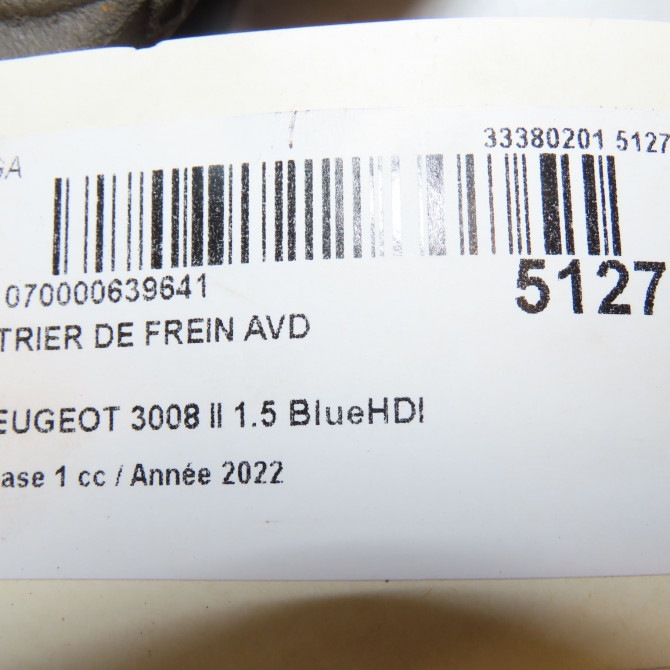 GA
33380201 5127
070000639641
5127
TRIER DE FREIN AVD
EUGEOT 3008 II 1.5 BlueHDI
ase 1 cc / Année 2022